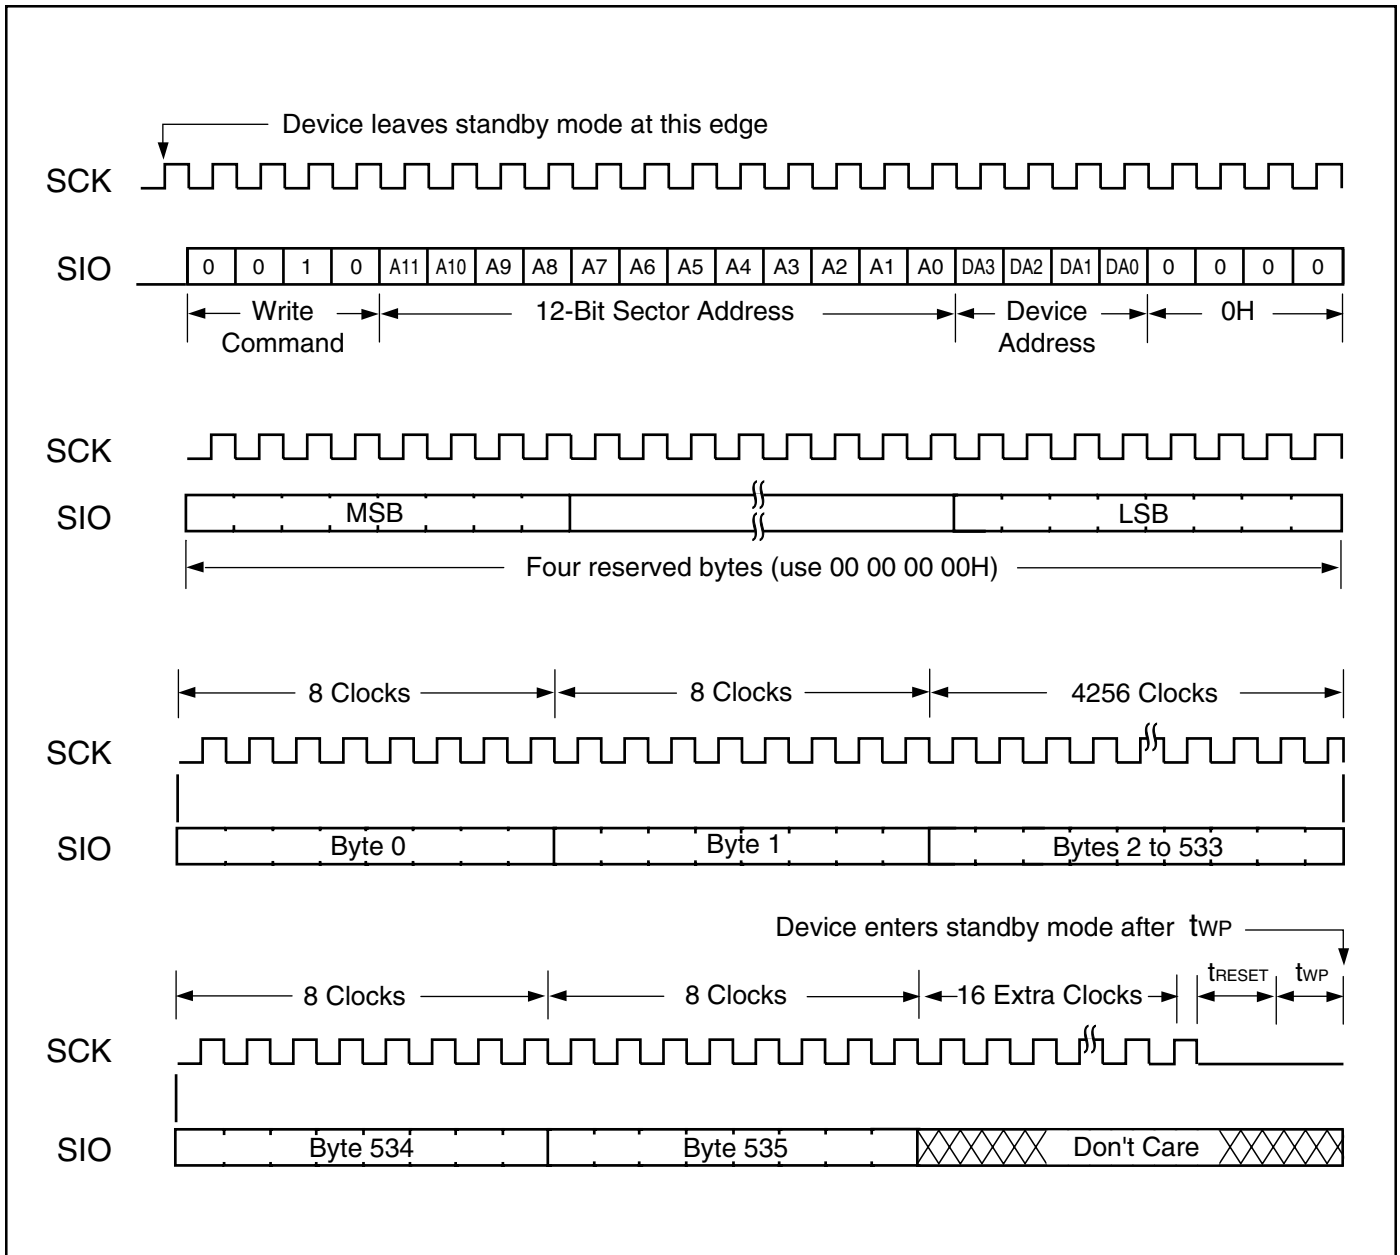 Device leaves standby mode at this edge
SCK
SIO 0 0 1 0 A11 A10 A9 A8 A7 A6 A5 A4 A3 A2 A1 A0 DA3 DA2 DA1 DA0 0 0 0 0
Write 12-Bit Sector Address Device 0H
Command Address
SCK
SIO MSB LSB
Four reserved bytes (use 00 00 00 00H)
8 Clocks 8 Clocks 4256 Clocks
SCK
SIO Byte 0 Byte 1 Bytes 2 to 533
Device enters standby mode after tWP
8 Clocks 8 Clocks 16 Extra Clocks tRESET tWP
SCK
SIO Byte 534 Byte 535 Don't Care